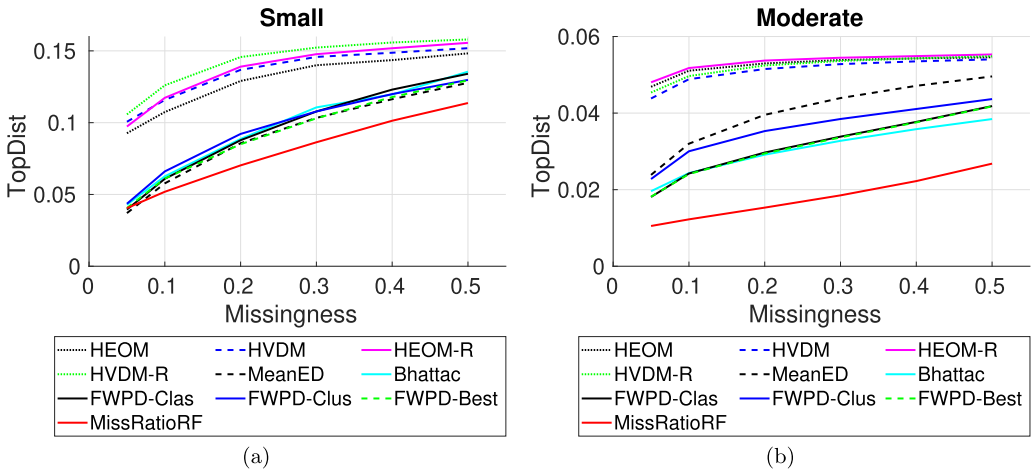 Small
0.15
0.1
0.05
0
TopDist
0 0.1 0.2 0.3 0.4 0.5
Missingness
HEOM HVDM HEOM-R
HVDM-R MeanED Bhattac
FWPD-Clas FWPD-Clus FWPD-Best
MissRatioRF
(a)
Moderate
0.06
0.04
0.02
0
TopDist
0 0.1 0.2 0.3 0.4 0.5
Missingness
HEOM HVDM HEOM-R
HVDM-R MeanED Bhattac
FWPD-Clas FWPD-Clus FWPD-Best
MissRatioRF
(b)